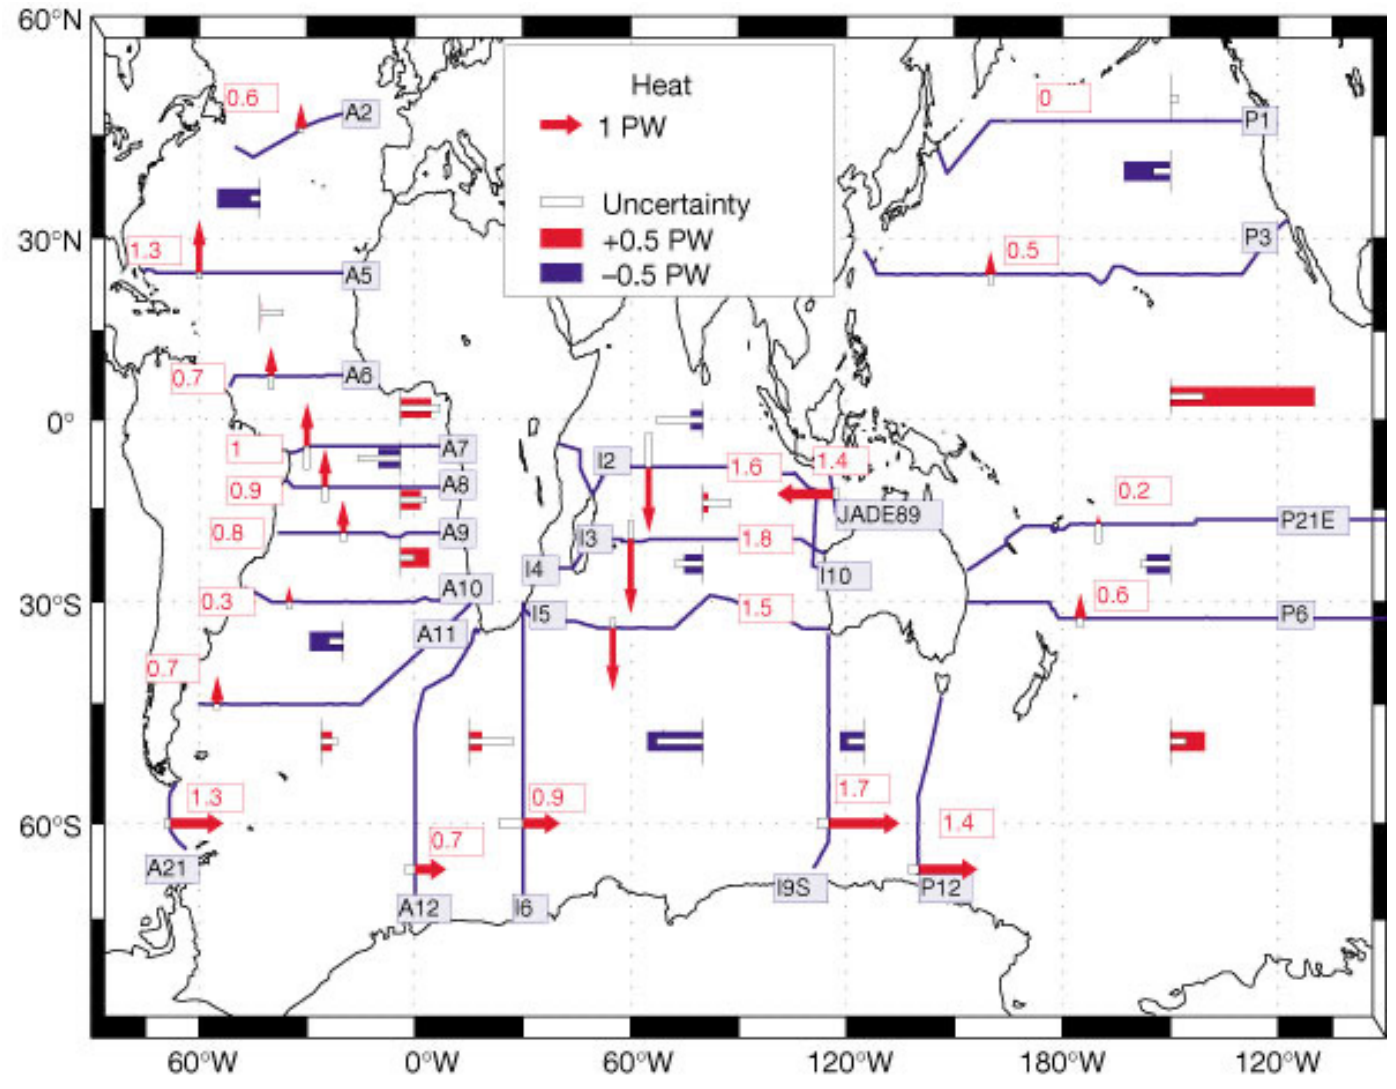 60°N
0.6
A2
Heat
1 PW
Uncertainty
+0.5 PW
−0.5 PW
0
P1
30°N
1.3
A5
P3
0.5
0.7
A6
0°
1
A7
I2
1.6
1.4
0.9
A8
JADE89
0.2
P21E
0.8
A9
I3
1.8
I4
I10
30°S
0.3
A10
I5
1.5
0.6
P6
A11
0.7
1.3
0.9
1.7
60°S
0.7
1.4
A21
A12
I6
I9S
P12
60°W
0°W
60°W
120°W
180°W
120°W